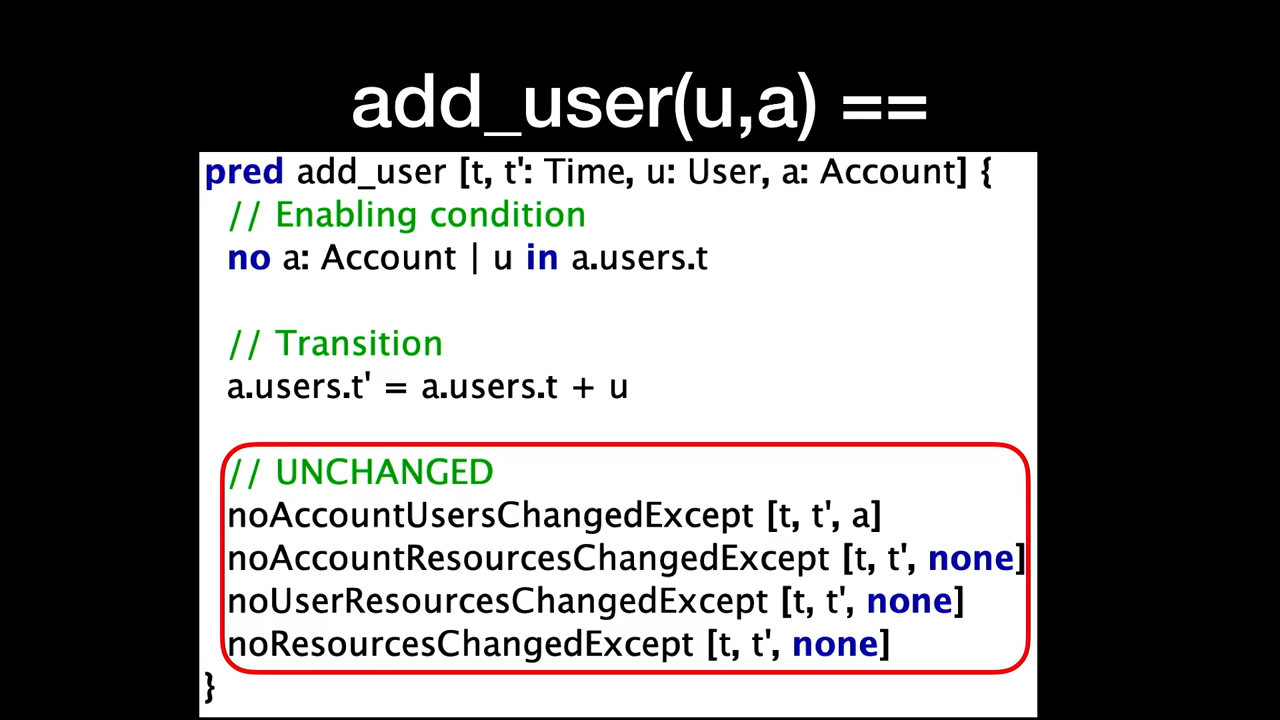 add_user(u,a) ==
pred add_user [t, t': Time, u: User, a: Account] {
// Enabling condition
no a: Account | u in a.users.t
// Transition
a.users.t' = a.users.t + u
// UNCHANGED
noAccountUsersChangedExcept [t, t', a]
noAccountResourcesChangedExcept [t, t', none]
noUserResourcesChangedExcept [t, t', none]
noResourcesChangedExcept [t, t', none]
}